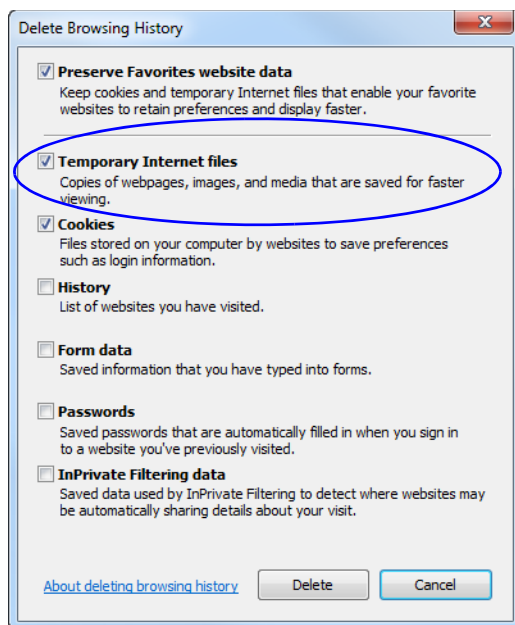 Delete Browsing History
Preserve Favorites website data
Keep cookies and temporary Internet files that enable your favorite
websites to retain preferences and display faster.
Temporary Internet files
Copies of webpages, images, and media that are saved for faster
viewing.
Cookies
Files stored on your computer by websites to save preferences
such as login information.
History
List of websites you have visited.
Form data
Saved information that you have typed into forms.
Passwords
Saved passwords that are automatically filled in when you sign in
to a website you've previously visited.
InPrivate Filtering data
Saved data used by InPrivate Filtering to detect where websites may
be automatically sharing details about your visit.
About deleting browsing history Delete Cancel